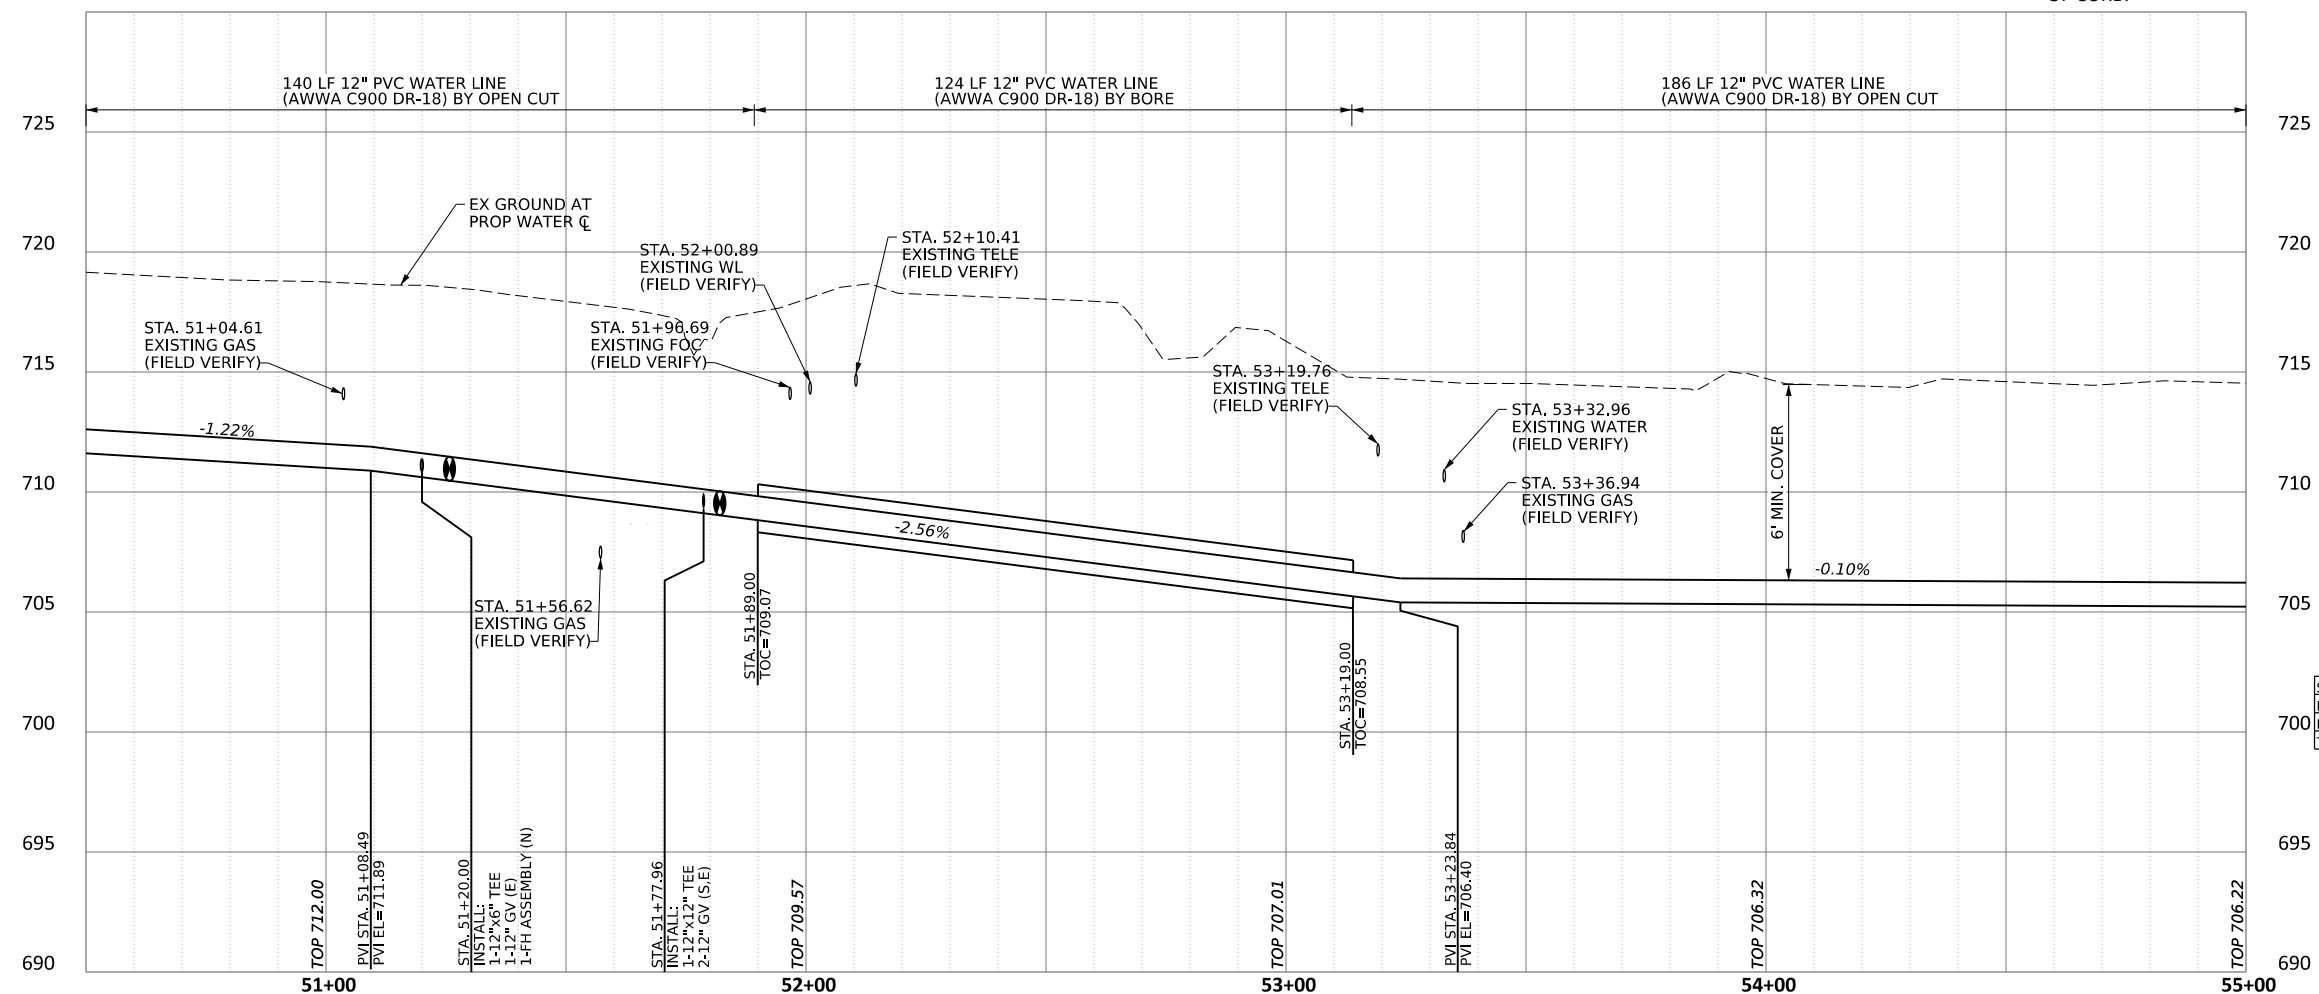 140 LF 12" PVC WATER LINE
(AWWA C900 DR-18) BY OPEN CUT
124 LF 12" PVC WATER LINE
(AWWA C900 DR-18) BY BORE
186 LF 12" PVC WATER LINE
(AWWA C900 DR-18) BY OPEN CUT
725
725
EX GROUND AT
PROP WATER ℄
720
720
STA. 52+00.89
EXISTING WL
(FIELD VERIFY)
STA. 52+10.41
EXISTING TELE
(FIELD VERIFY)
STA. 51+04.61
EXISTING GAS
(FIELD VERIFY)
STA. 51+96.69
EXISTING FOC
(FIELD VERIFY)
715
715
STA. 53+19.76
EXISTING TELE
(FIELD VERIFY)
STA. 53+32.96
EXISTING WATER
(FIELD VERIFY)
-1.22%
6' MIN. COVER
710
710
STA. 53+36.94
EXISTING GAS
(FIELD VERIFY)
-2.56%
-0.10%
705
705
STA. 51+56.62
EXISTING GAS
(FIELD VERIFY)
STA. 51+89.00
TOC=709.07
STA. 53+19.00
TOC=708.55
700
700
695
695
TOP 712.00
PVI STA. 51+08.49
PVI EL=711.89
STA. 51+20.00
INSTALL:
1-12"x6" TEE
1-12" GV (E)
1-FH ASSEMBLY (N)
STA. 51+77.96
INSTALL:
1-12"x12" TEE
2-12" GV (S,E)
TOP 709.57
TOP 707.01
PVI STA. 53+23.84
PVI EL=706.40
TOP 706.32
TOP 706.22
690
690
51+00
52+00
53+00
54+00
55+00